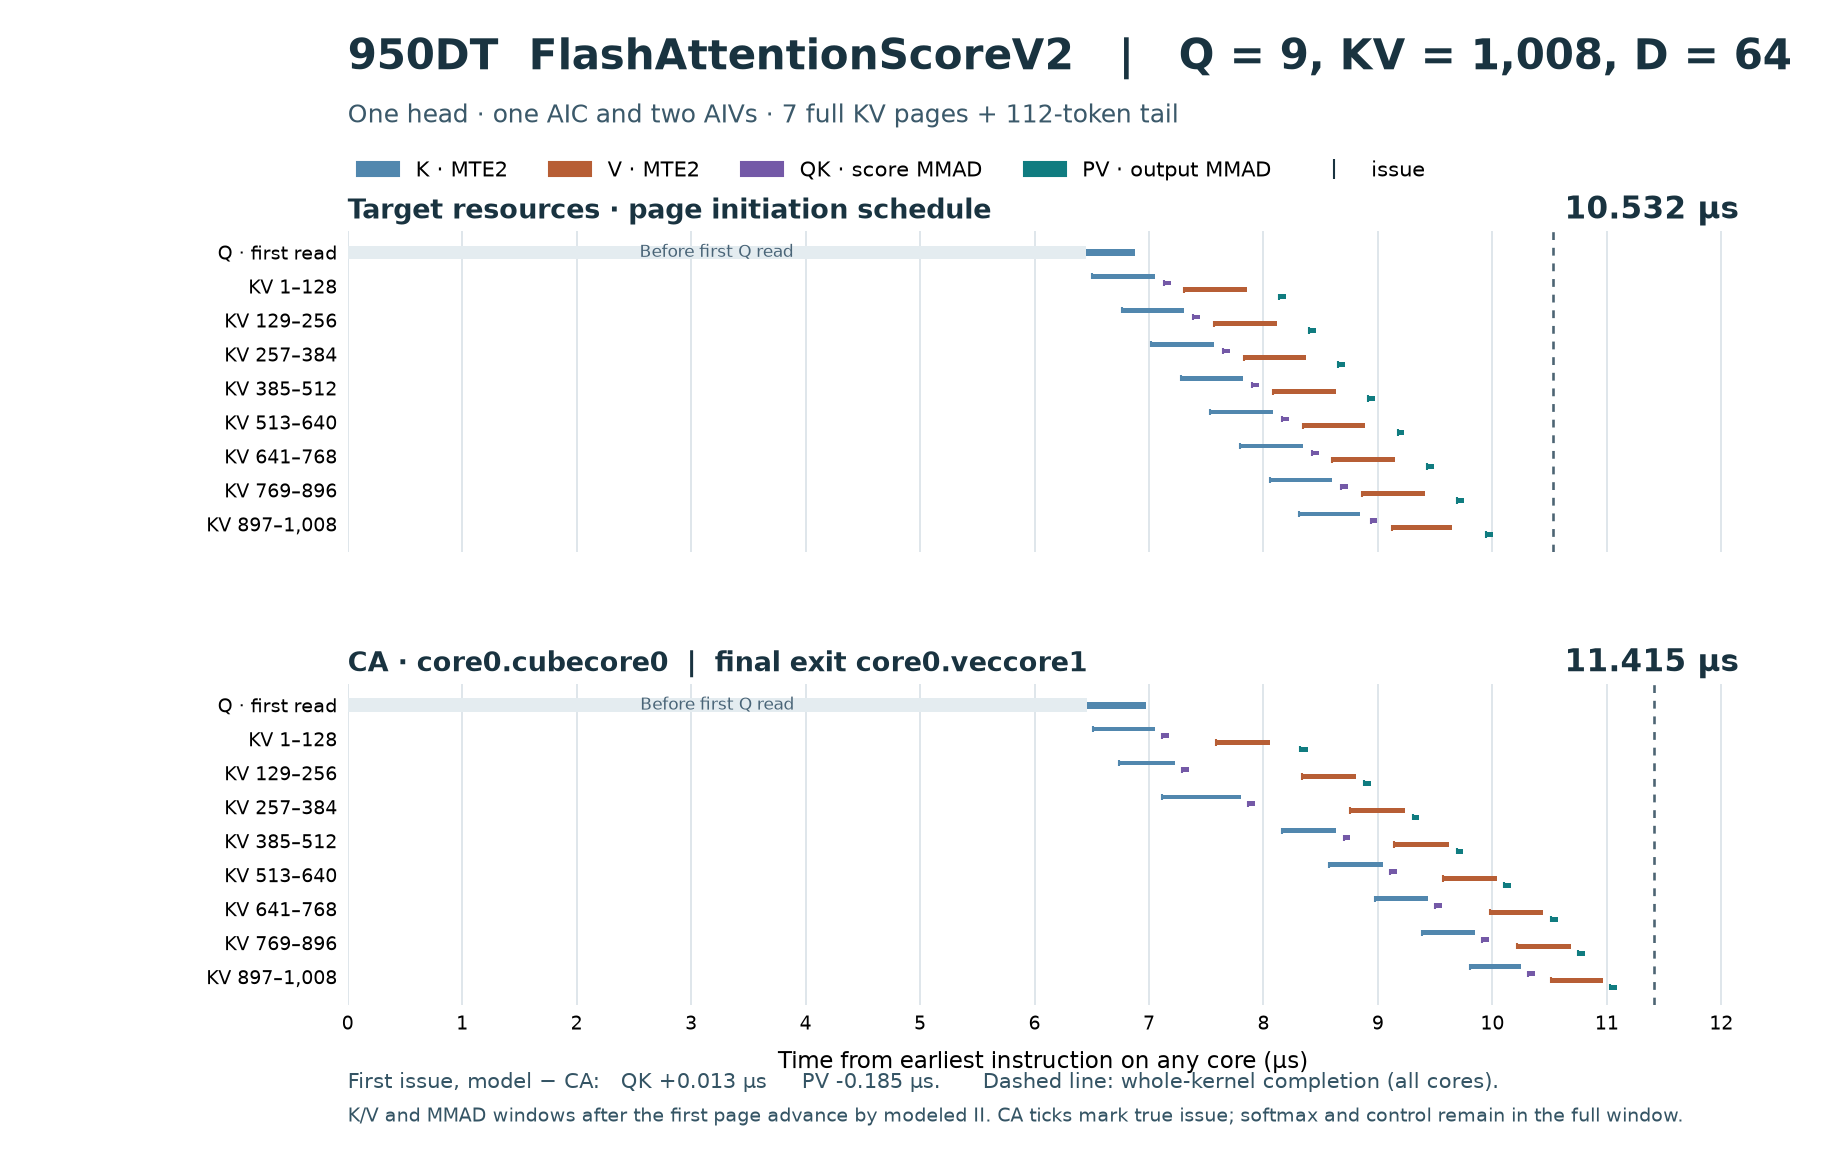 950DT FlashAttentionScoreV2 | Q = 9, KV = 1,008, D = 64
One head · one AIC and two AIVs · 7 full KV pages + 112-token tail
K · MTE2 V · MTE2 QK · score MMAD PV · output MMAD issue
Target resources · page initiation schedule 10.532 µs
Q · first read Before first Q read
KV 1–128
KV 129–256
KV 257–384
KV 385–512
KV 513–640
KV 641–768
KV 769–896
KV 897–1,008
CA · core0.cubecore0 | final exit core0.veccore1 11.415 µs
Q · first read Before first Q read
KV 1–128
KV 129–256
KV 257–384
KV 385–512
KV 513–640
KV 641–768
KV 769–896
KV 897–1,008
0 1 2 3 4 5 6 7 8 9 10 11 12
Time from earliest instruction on any core (µs)
First issue, model − CA: QK +0.013 µs PV -0.185 µs. Dashed line: whole-kernel completion (all cores).
K/V and MMAD windows after the first page advance by modeled II. CA ticks mark true issue; softmax and control remain in the full window.